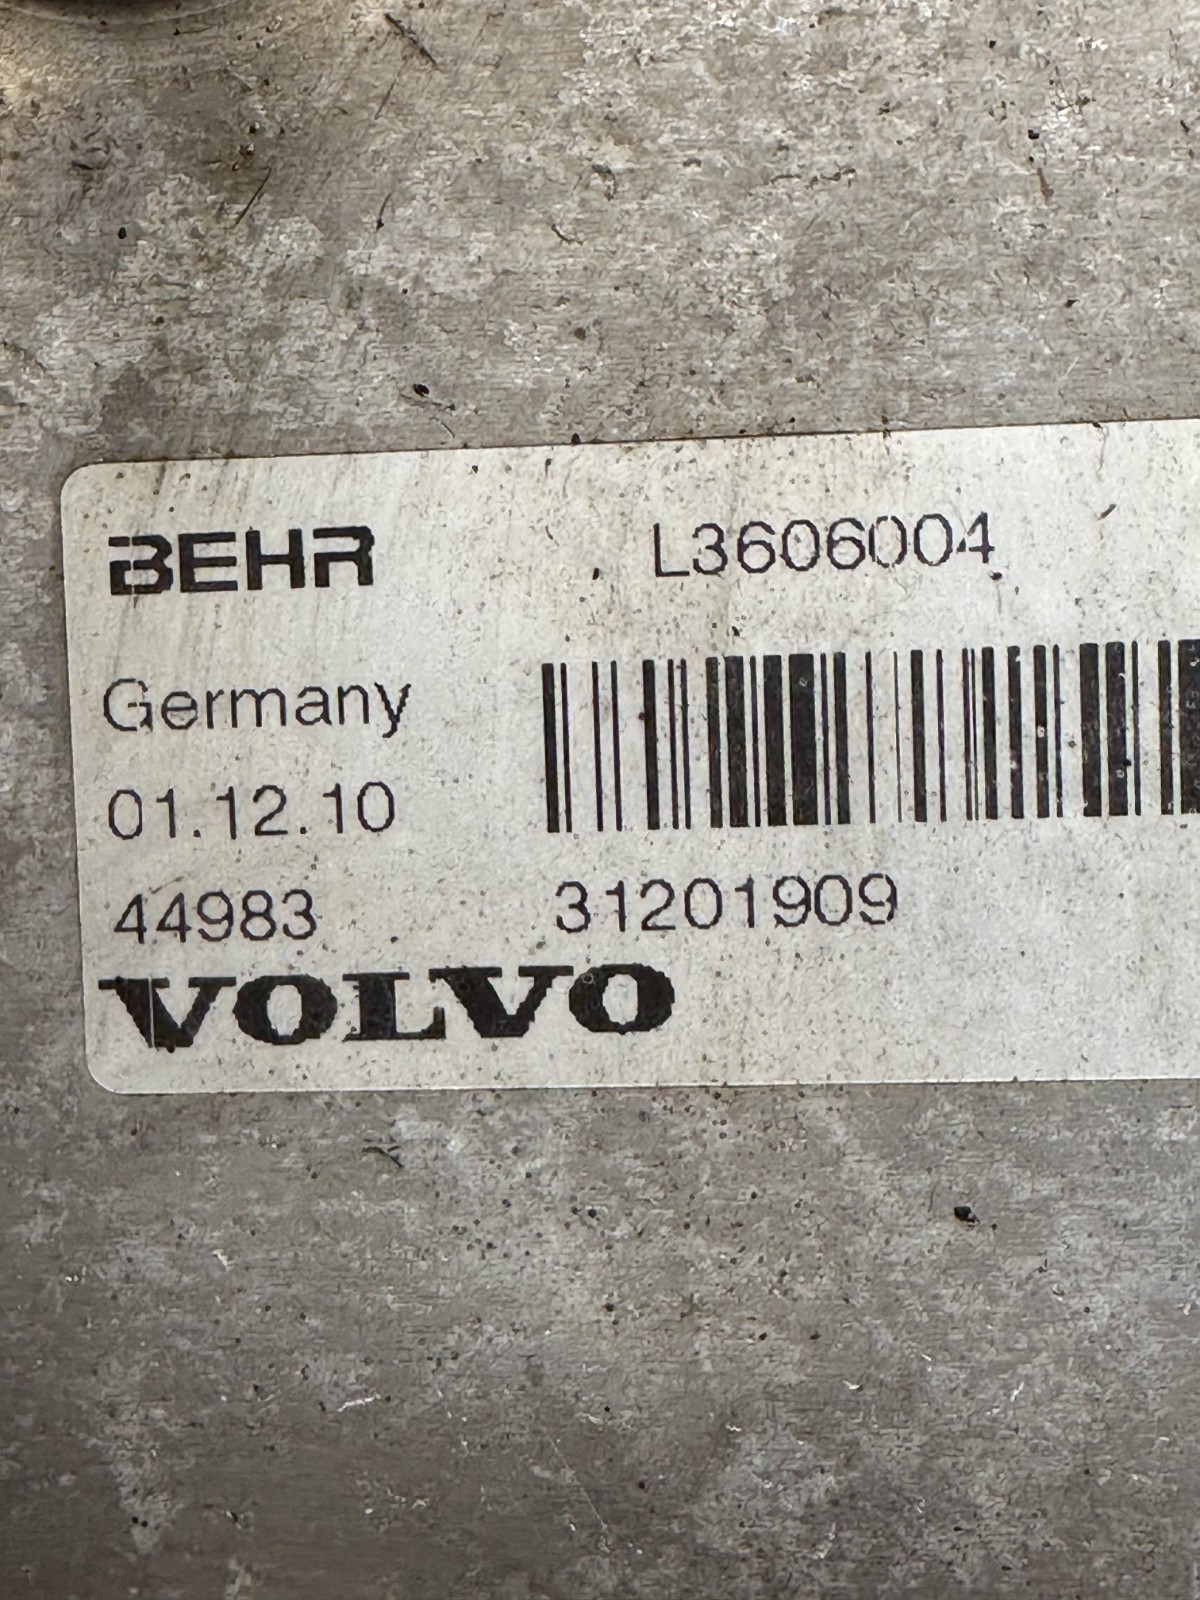 BEHR L3606004
Germany
01.12.10
44983 31201909
VOLVO